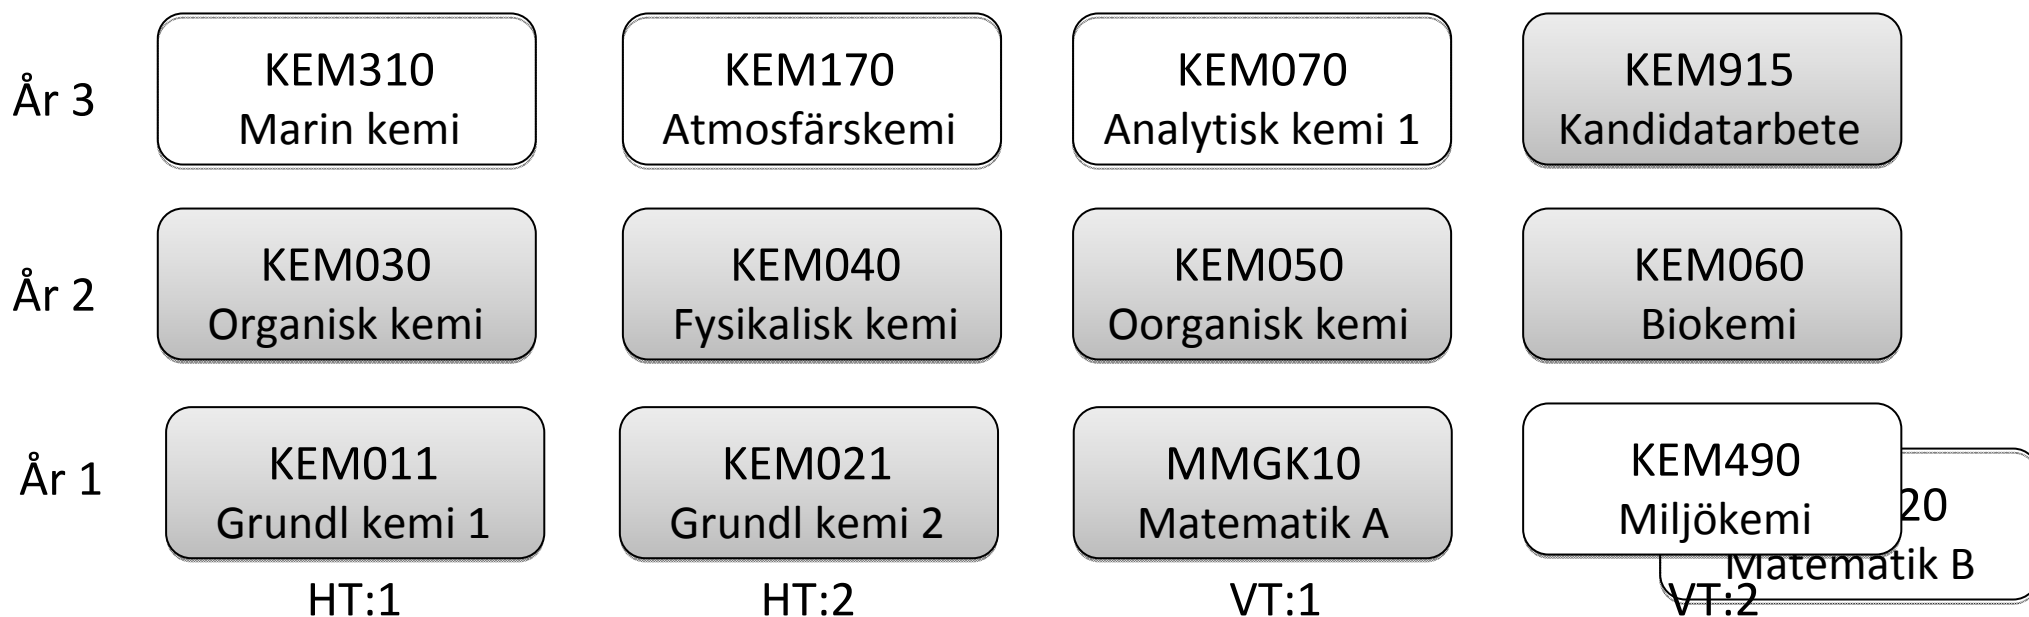 År 3
KEM310
Marin kemi
KEM170
Atmosfärskemi
KEM070
Analytisk kemi 1
KEM915
Kandidatarbete
År 2
KEM030
Organisk kemi
KEM040
Fysikalisk kemi
KEM050
Oorganisk kemi
KEM060
Biokemi
År 1
KEM011
Grundl kemi 1
KEM021
Grundl kemi 2
MMGK10
Matematik A
KEM490
Miljökemi
20
Matematik B
HT:1
HT:2
VT:1
VT:2